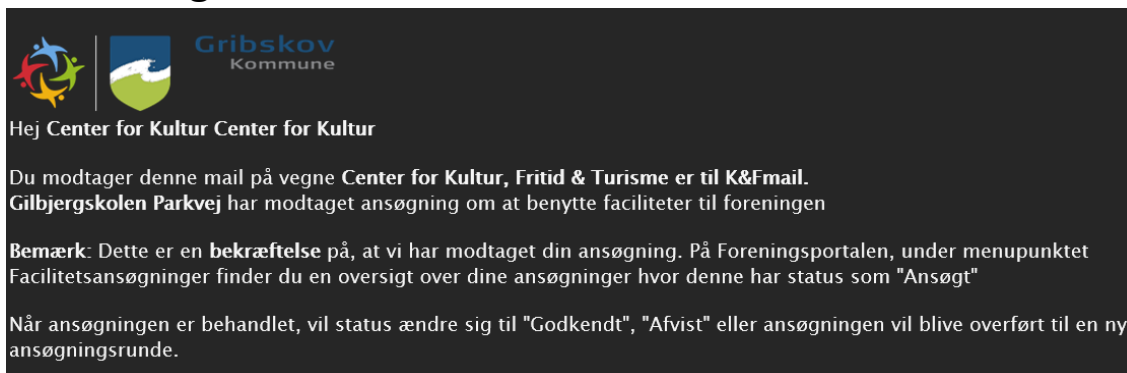 Gribskov
Kommune
Hej Center for Kultur Center for Kultur
Du modtager denne mail på vegne Center for Kultur, Fritid & Turisme er til K&Fmail.
Gilbjergskolen Parkvej har modtaget ansøgning om at benytte faciliteter til foreningen
Bemærk: Dette er en bekræftelse på, at vi har modtaget din ansøgning. På Foreningsportalen, under menupunktet
Facilitetsansøgninger finder du en oversigt over dine ansøgninger hvor denne har status som "Ansøgt"
Når ansøgningen er behandlet, vil status ændre sig til "Godkendt", "Afvist" eller ansøgningen vil blive overført til en ny
ansøgningsrunde.